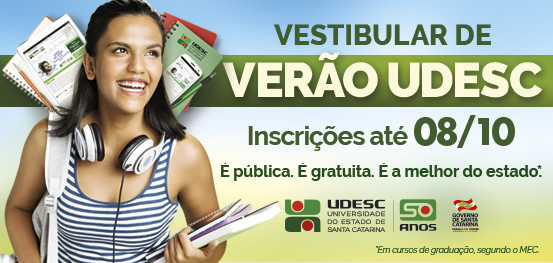 VESTIBULAR DE
VERÃO UDESC
Inscrições até 08/10
É pública. É gratuita. É a melhor do estado*.
UDESC
UNIVERSIDADE
DO ESTADO DE
SANTA CATARINA
50
ANOS
GOVERNO
DE SANTA
CATARINA
*Em cursos de graduação, segundo o MEC.